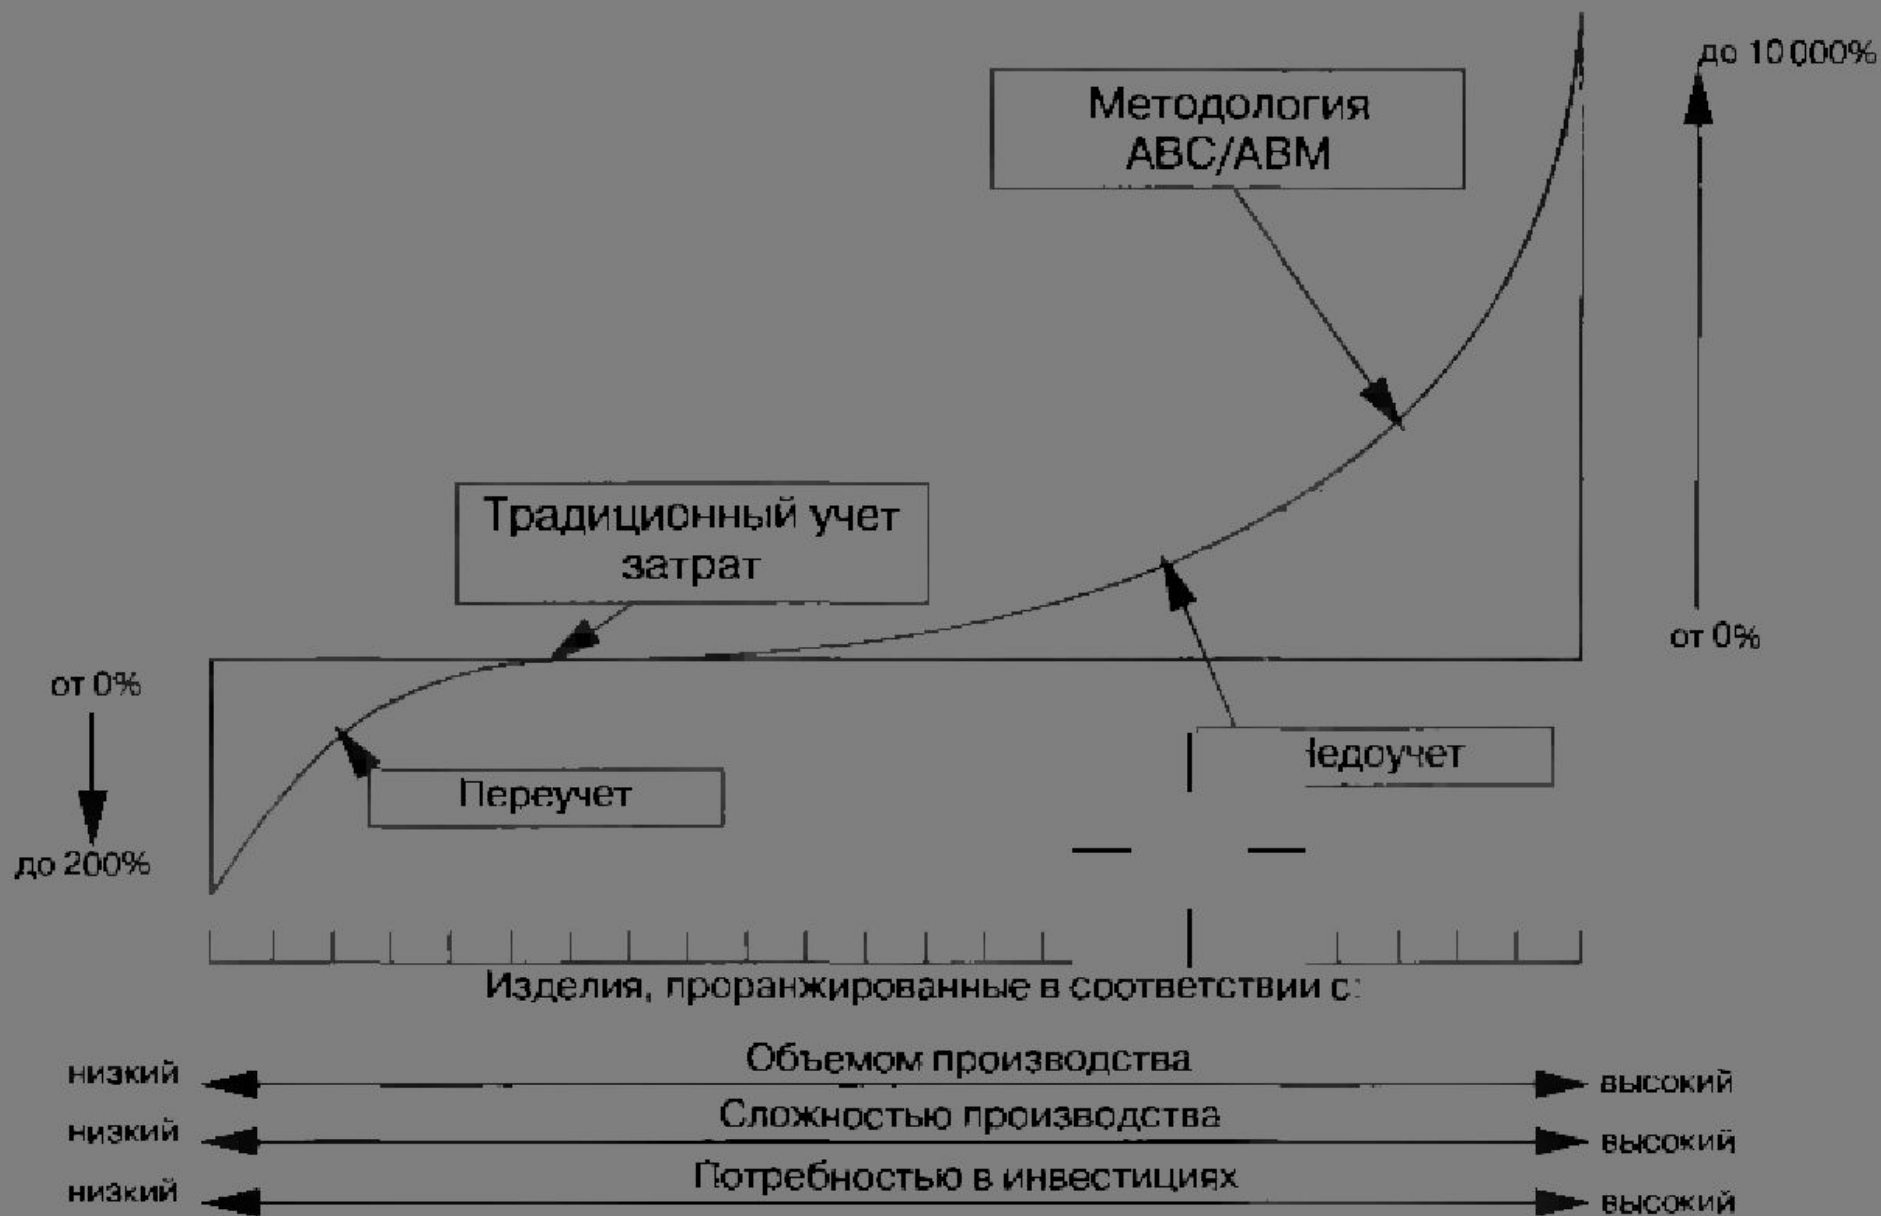 до 10 000%
Методология
ABC/ABM
Традиционный учет
затрат
от 0%
от 0%
едоучет
Переучет
до 200%
Изделия, проранжированные в соответствии с:
Объемом производства
низкий
высокий
Сложностью производства
низкий
высокий
Потребностью в инвестициях
низкий
высокий